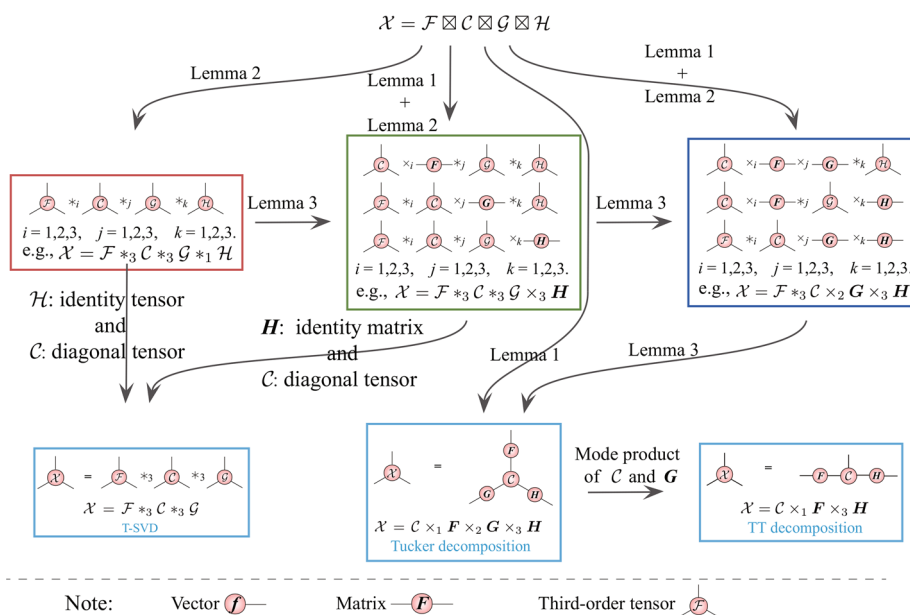 𝒳 = ℱ ⊠ 𝒞 ⊠ 𝒢 ⊠ ℋ
Lemma 2
Lemma 1
+
Lemma 2
Lemma 1
+
Lemma 2
ℱ *ᵢ 𝒞 *ⱼ 𝒢 *ₖ ℋ
i = 1,2,3, j = 1,2,3, k = 1,2,3.
e.g., 𝒳 = ℱ *₃ 𝒞 *₃ 𝒢 *₁ ℋ
Lemma 3
𝒞 ×ᵢ F *ⱼ 𝒢 *ₖ ℋ
ℱ *ᵢ 𝒞 ×ⱼ G *ₖ ℋ
ℱ *ᵢ 𝒞 *ⱼ 𝒢 ×ₖ H
i = 1,2,3, j = 1,2,3, k = 1,2,3.
e.g., 𝒳 = ℱ *₃ 𝒞 *₃ 𝒢 ×₃ H
Lemma 3
𝒞 ×ᵢ F ×ⱼ G *ₖ ℋ
𝒞 ×ᵢ F *ⱼ 𝒢 ×ₖ H
ℱ *ᵢ 𝒞 ×ⱼ G ×ₖ H
i = 1,2,3, j = 1,2,3, k = 1,2,3.
e.g., 𝒳 = ℱ *₃ 𝒞 ×₂ G ×₃ H
ℋ: identity tensor
and
𝒞: diagonal tensor
H: identity matrix
and
𝒞: diagonal tensor
Lemma 1
Lemma 3
𝒳 = ℱ *₃ 𝒞 *₃ 𝒢
𝒳 = ℱ *₃ 𝒞 *₃ 𝒢
T-SVD
F
𝒳 = C
G H
𝒳 = 𝒞 ×₁ F ×₂ G ×₃ H
Tucker decomposition
Mode product
of 𝒞 and G
𝒳 = F C H
𝒳 = 𝒞 ×₁ F ×₃ H
TT decomposition
Note: Vector f Matrix F Third-order tensor ℱ